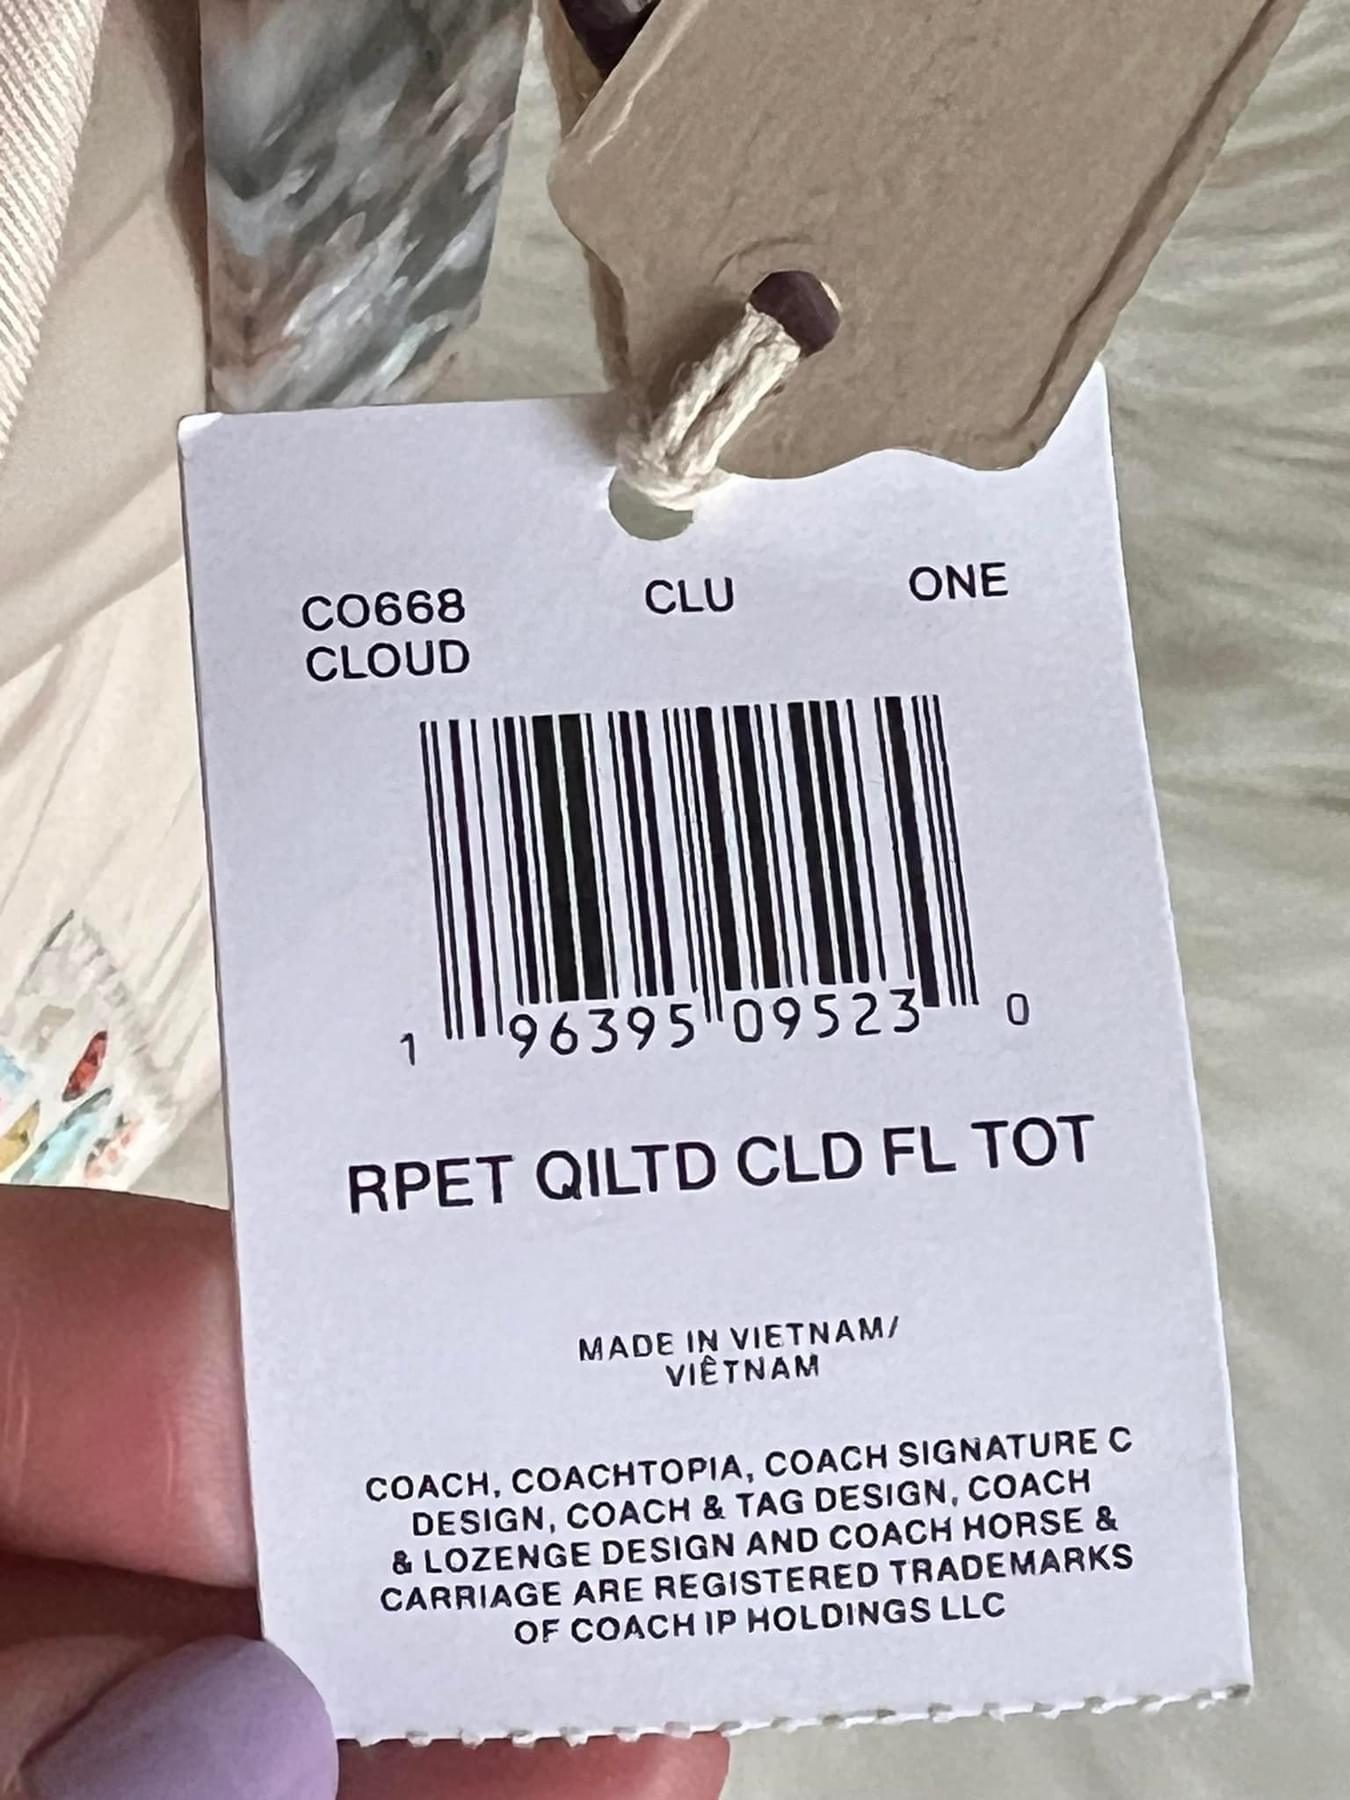 CO668 CLU ONE
CLOUD
1 96395 09523 0
RPET QILTD CLD FL TOT
MADE IN VIETNAM/
VIÊTNAM
COACH, COACHTOPIA, COACH SIGNATURE C
DESIGN, COACH & TAG DESIGN, COACH
& LOZENGE DESIGN AND COACH HORSE &
CARRIAGE ARE REGISTERED TRADEMARKS
OF COACH IP HOLDINGS LLC